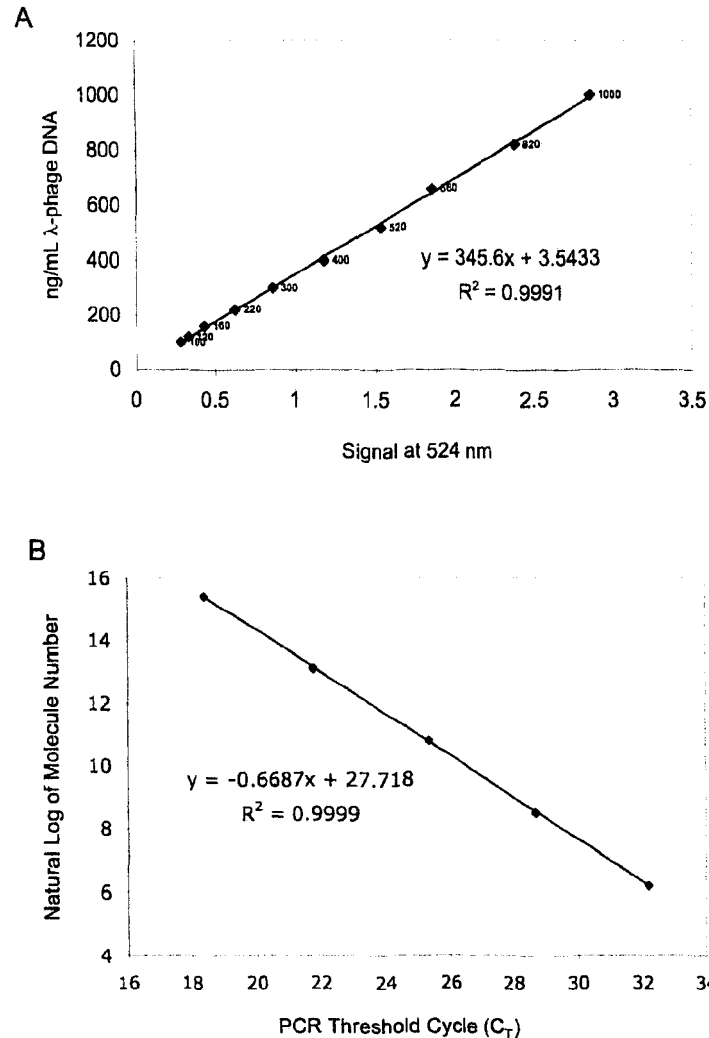 A
1200
1000
800
600
400
200
0
ng/mL λ-phage DNA
1000
820
660
520
400
300
220
160
120
100
y = 345.6x + 3.5433
R² = 0.9991
0 0.5 1 1.5 2 2.5 3 3.5
Signal at 524 nm
B
16
14
12
10
8
6
4
Natural Log of Molecule Number
y = -0.6687x + 27.718
R² = 0.9999
16 18 20 22 24 26 28 30 32 34
PCR Threshold Cycle (C_T)